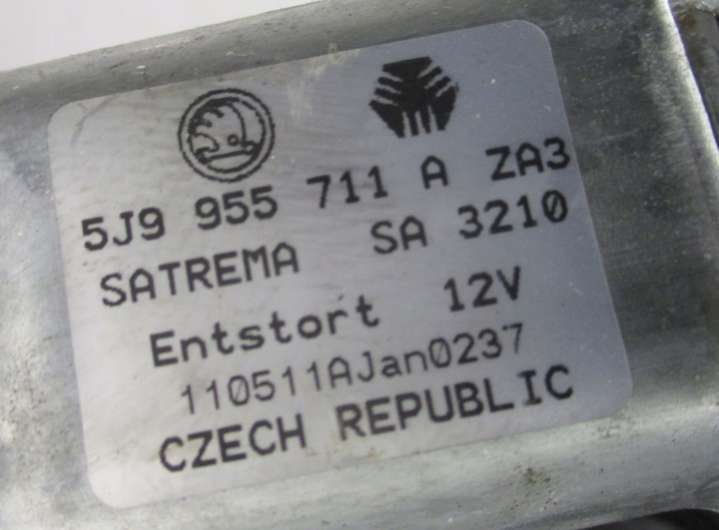 5J9 955 711 A ZA3
SATREMA SA 3210
Entstort 12V
110511AJan0237
CZECH REPUBLIC